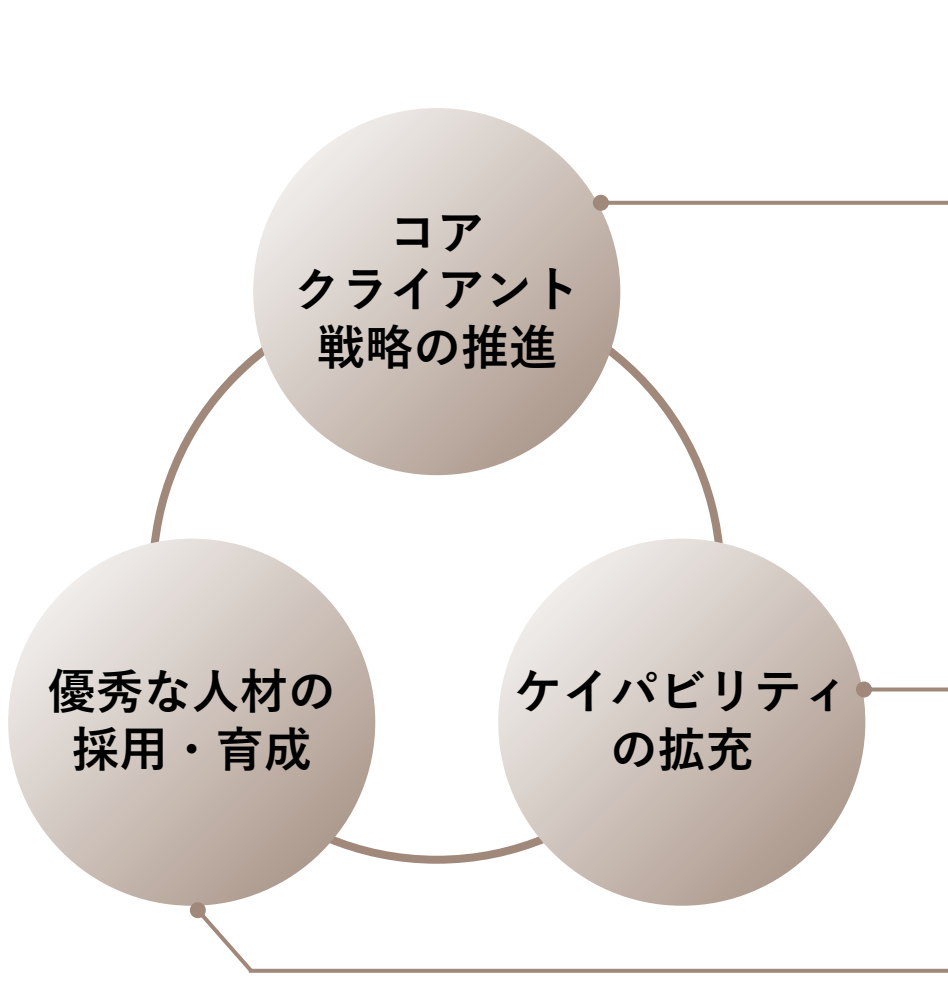 コア
クライアント
戦略の推進
優秀な人材の
採用・育成
ケイパビリティ
の拡充